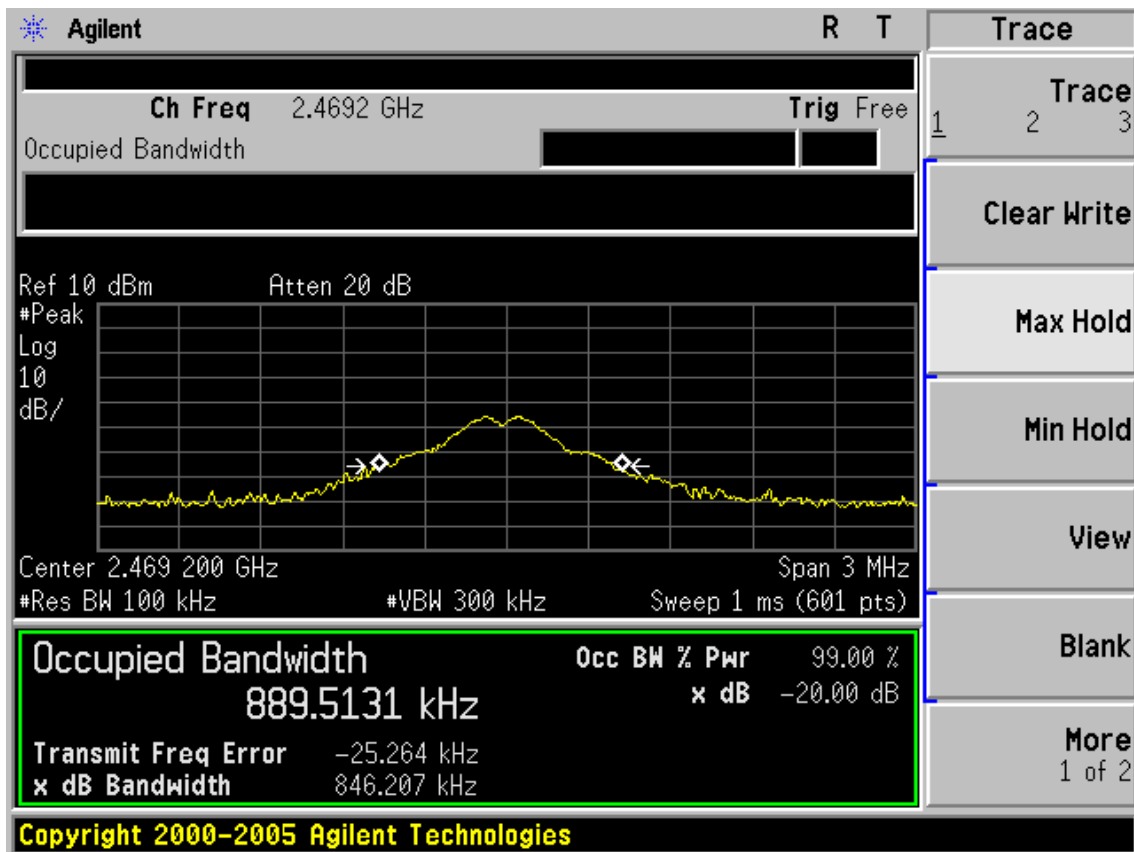 Agilent R T Trace
Ch Freq 2.4692 GHz Trig Free
Occupied Bandwidth
Trace
1 2 3
Clear Write
Max Hold
Min Hold
View
Blank
More
1 of 2
Ref 10 dBm Atten 20 dB
#Peak
Log
10
dB/
Center 2.469 200 GHz Span 3 MHz
#Res BW 100 kHz #VBW 300 kHz Sweep 1 ms (601 pts)
Occupied Bandwidth Occ BW % Pwr 99.00 %
889.5131 kHz x dB -20.00 dB
Transmit Freq Error -25.264 kHz
x dB Bandwidth 846.207 kHz
Copyright 2000-2005 Agilent Technologies